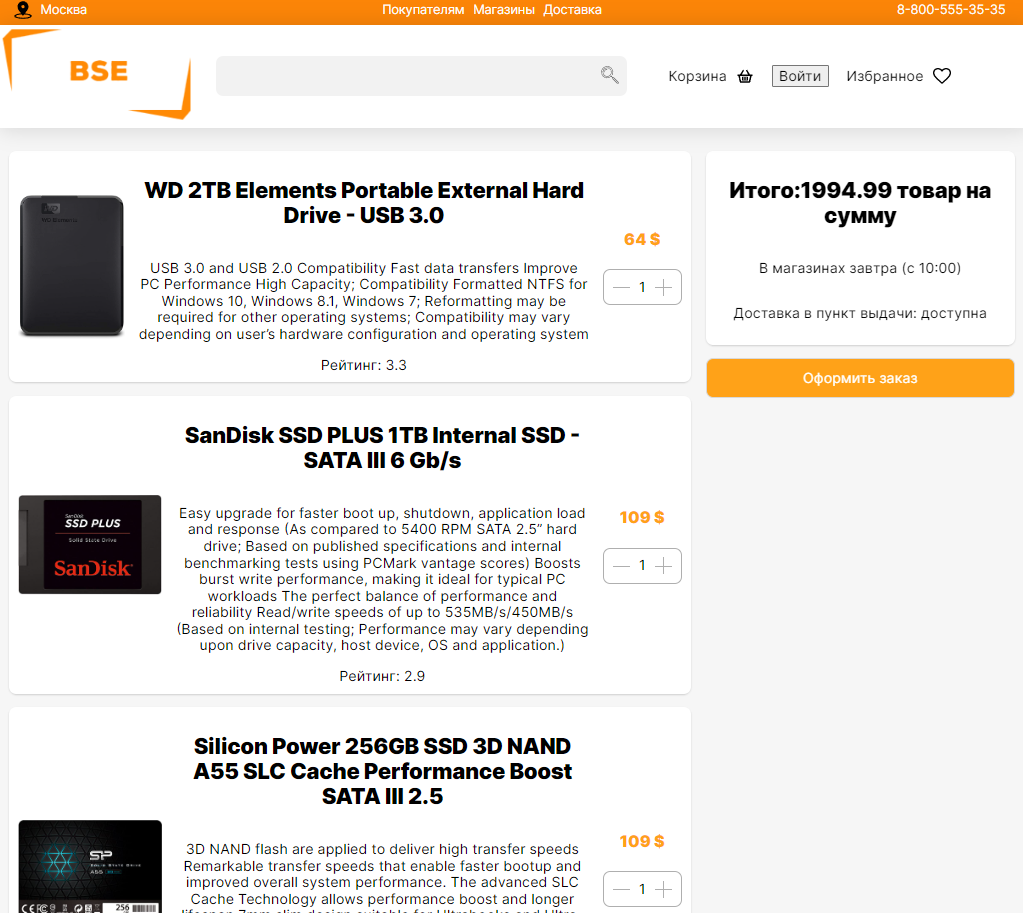 Москва
Покупателям Магазины Доставка
8-800-555-35-35
BSE
Корзина
Войти
Избранное
WD 2TB Elements Portable External Hard
Drive - USB 3.0
USB 3.0 and USB 2.0 Compatibility Fast data transfers Improve
PC Performance High Capacity; Compatibility Formatted NTFS for
Windows 10, Windows 8.1, Windows 7; Reformatting may be
required for other operating systems; Compatibility may vary
depending on user’s hardware configuration and operating system
Рейтинг: 3.3
64 $
1
SanDisk
SSD PLUS
Solid State Drive
SanDisk
SanDisk SSD PLUS 1TB Internal SSD -
SATA III 6 Gb/s
Easy upgrade for faster boot up, shutdown, application load
and response (As compared to 5400 RPM SATA 2.5” hard
drive; Based on published specifications and internal
benchmarking tests using PCMark vantage scores) Boosts
burst write performance, making it ideal for typical PC
workloads The perfect balance of performance and
reliability Read/write speeds of up to 535MB/s/450MB/s
(Based on internal testing; Performance may vary depending
upon drive capacity, host device, OS and application.)
Рейтинг: 2.9
109 $
1
Silicon Power 256GB SSD 3D NAND
A55 SLC Cache Performance Boost
SATA III 2.5
SP
A55
256
3D NAND flash are applied to deliver high transfer speeds
Remarkable transfer speeds that enable faster bootup and
improved overall system performance. The advanced SLC
Cache Technology allows performance boost and longer
109 $
1
Итого:1994.99 товар на
сумму
В магазинах завтра (с 10:00)
Доставка в пункт выдачи: доступна
Оформить заказ